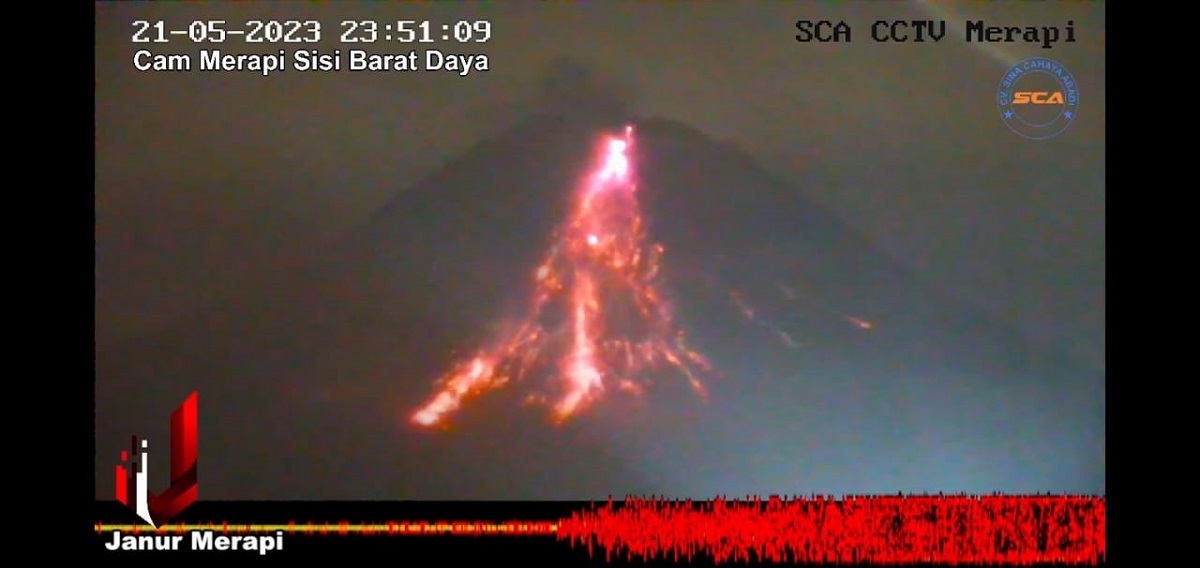 21-05-2023 23:51:09
Cam Merapi Sisi Barat Daya
SCA CCTV Merapi
CV. BINA CAHAYA ABADI
SCA
Janur Merapi